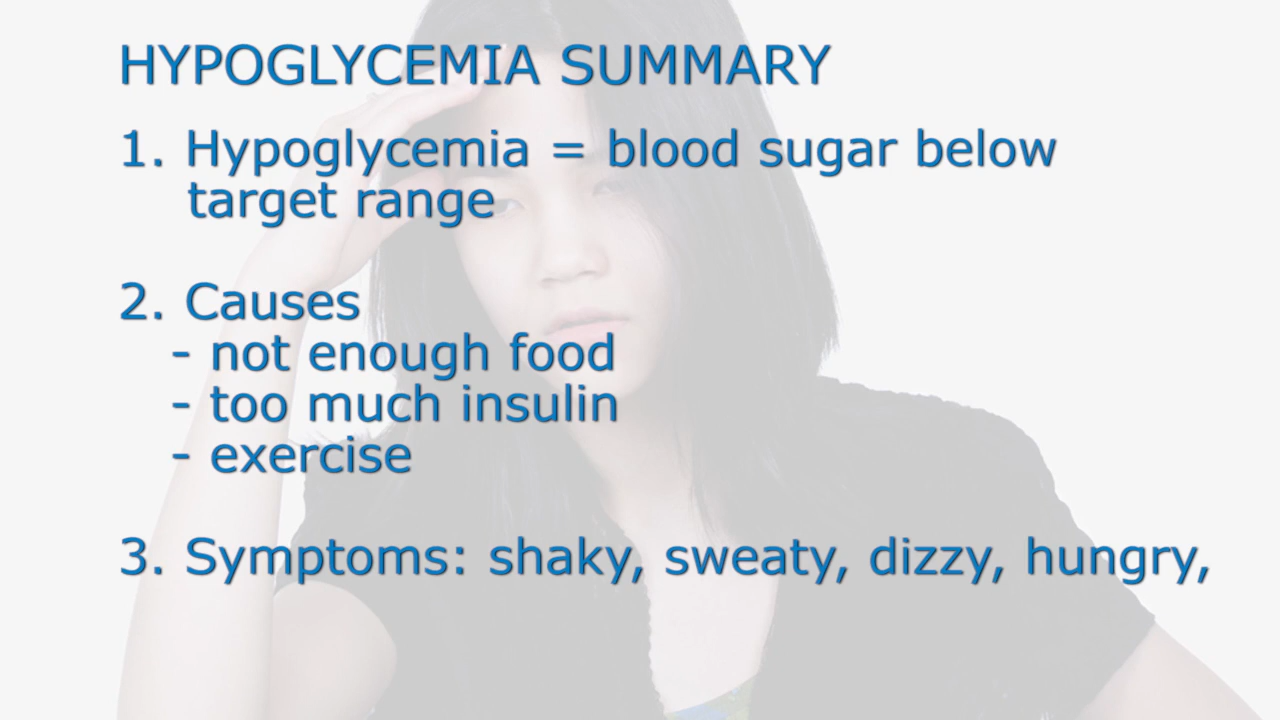 HYPOGLYCEMIA SUMMARY
1. Hypoglycemia = blood sugar below
target range
2. Causes
- not enough food
- too much insulin
- exercise
3. Symptoms: shaky, sweaty, dizzy, hungry,